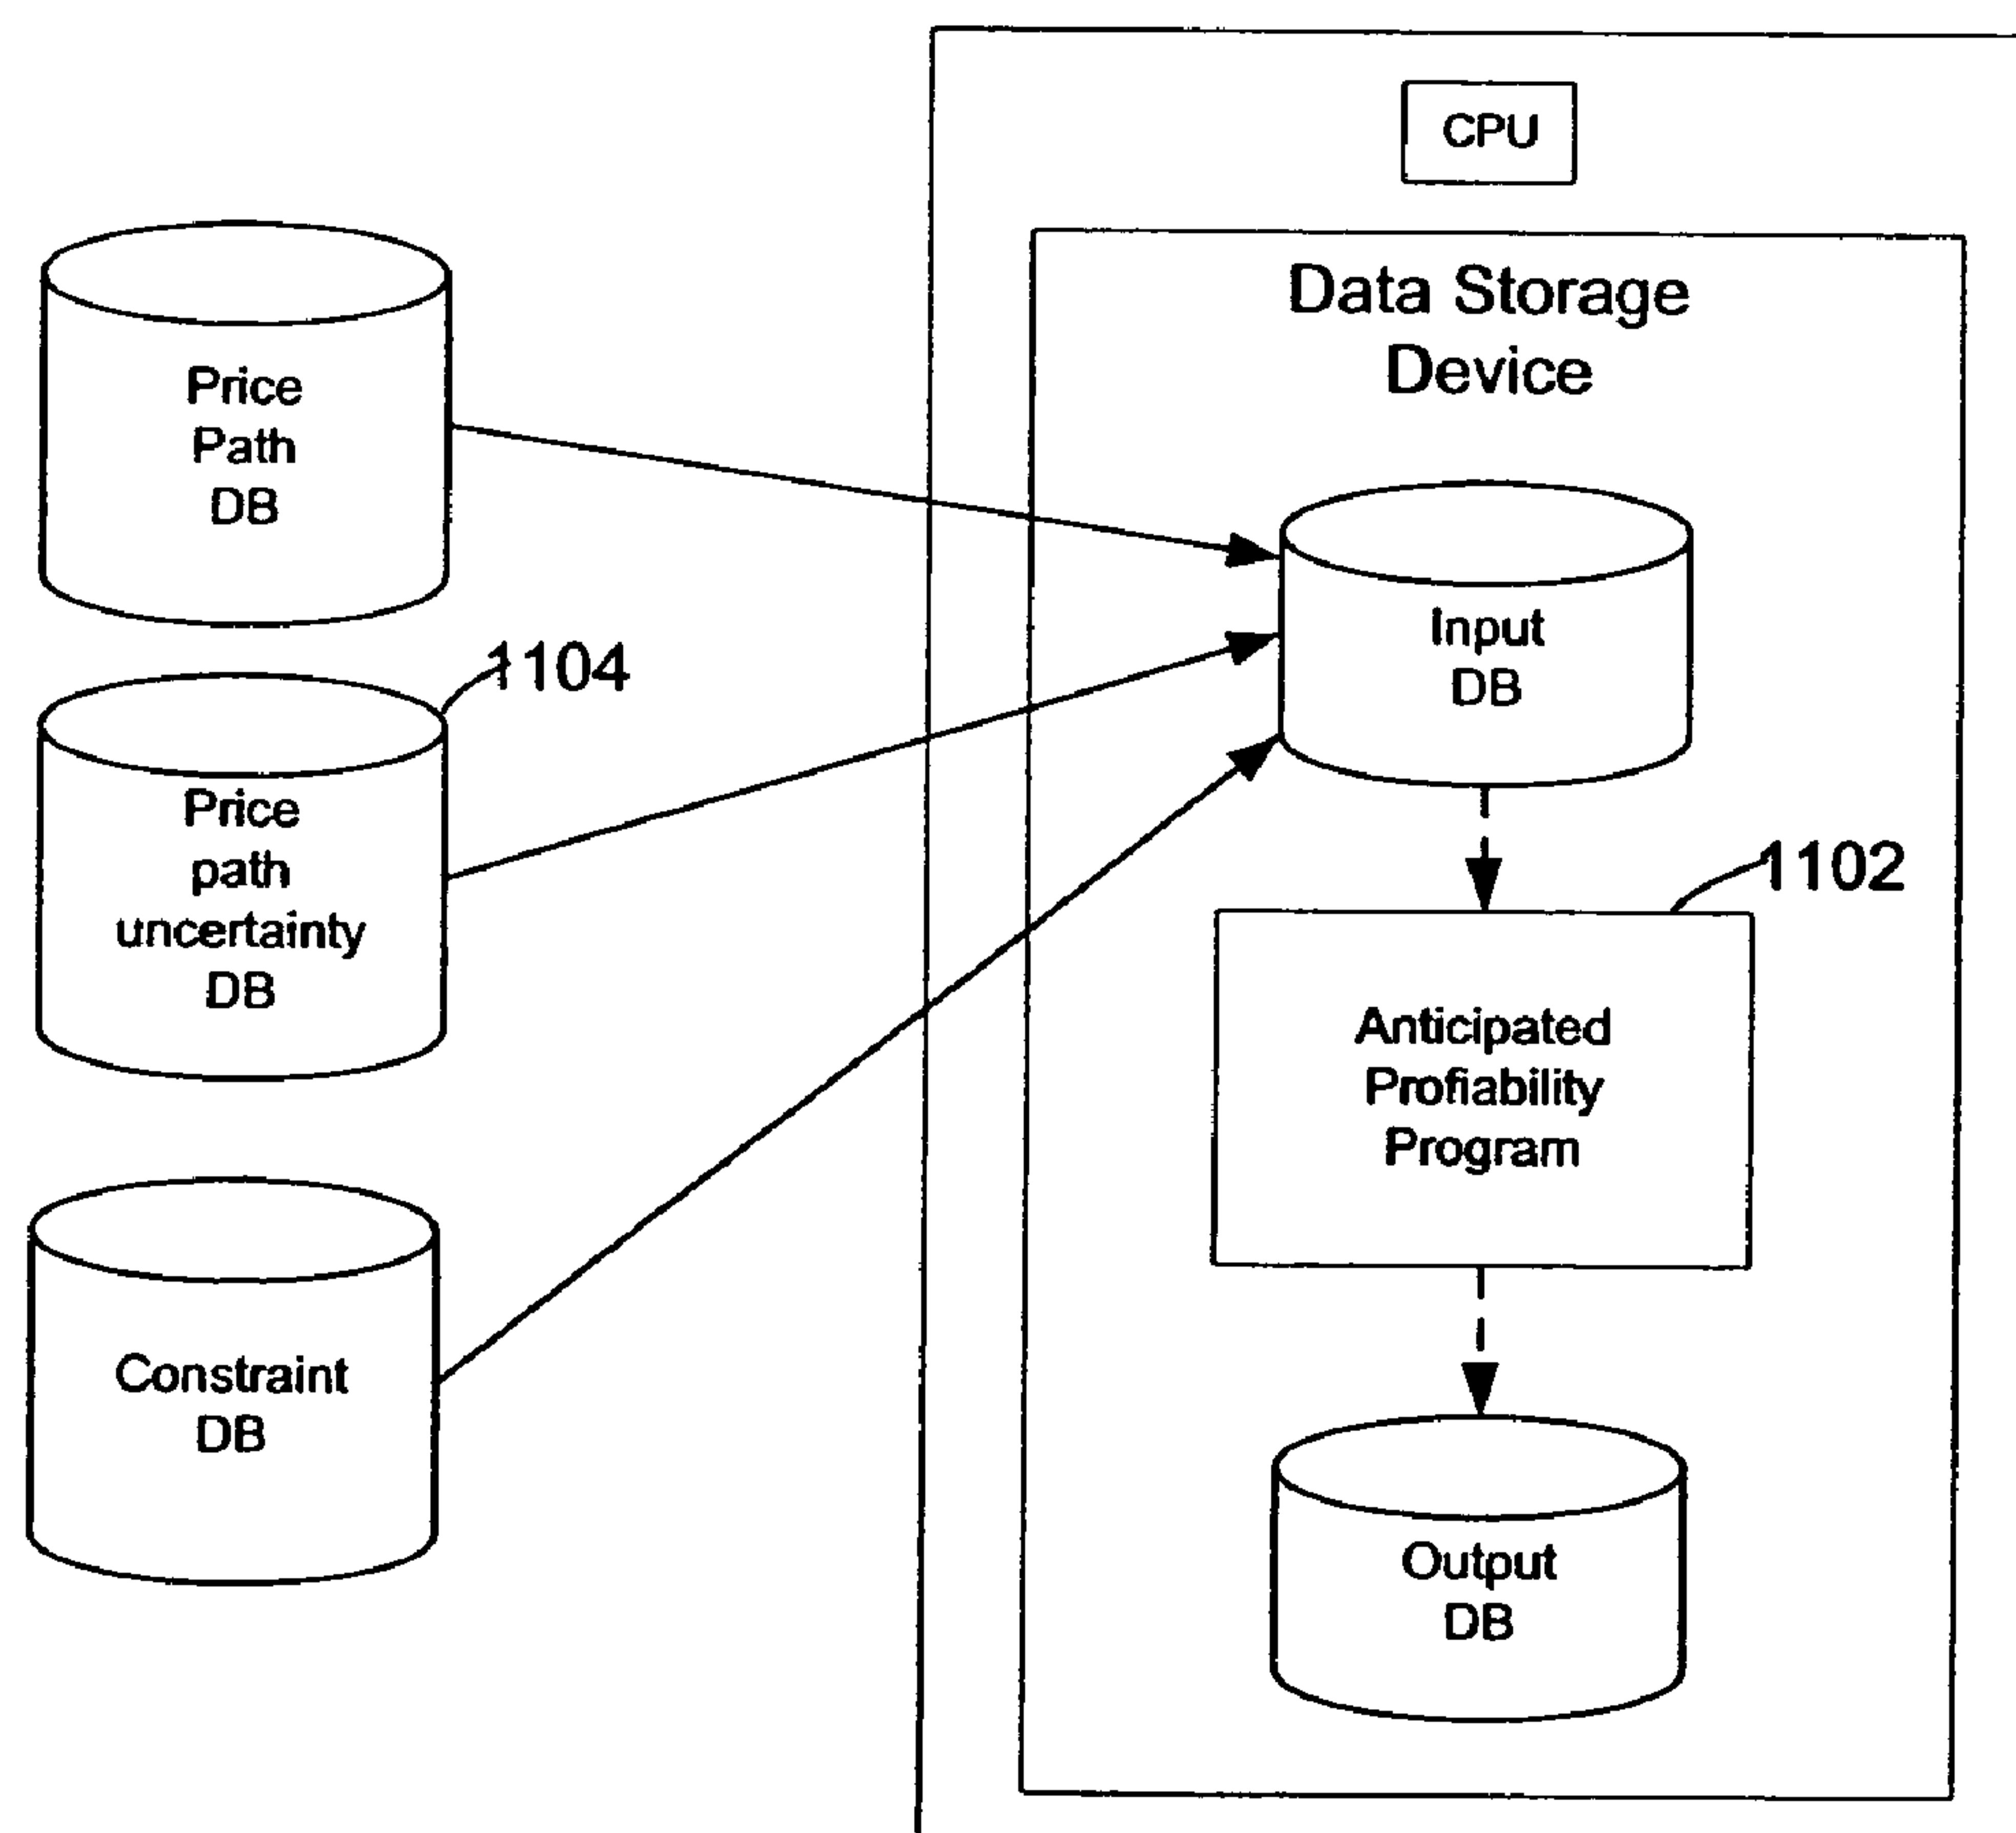 CPU
Data Storage
Device
Price
Path
DB
Input
DB
1104
Price
path
uncertainty
DB
1102
Anticipated
Profiability
Program
Constraint
DB
Output
DB